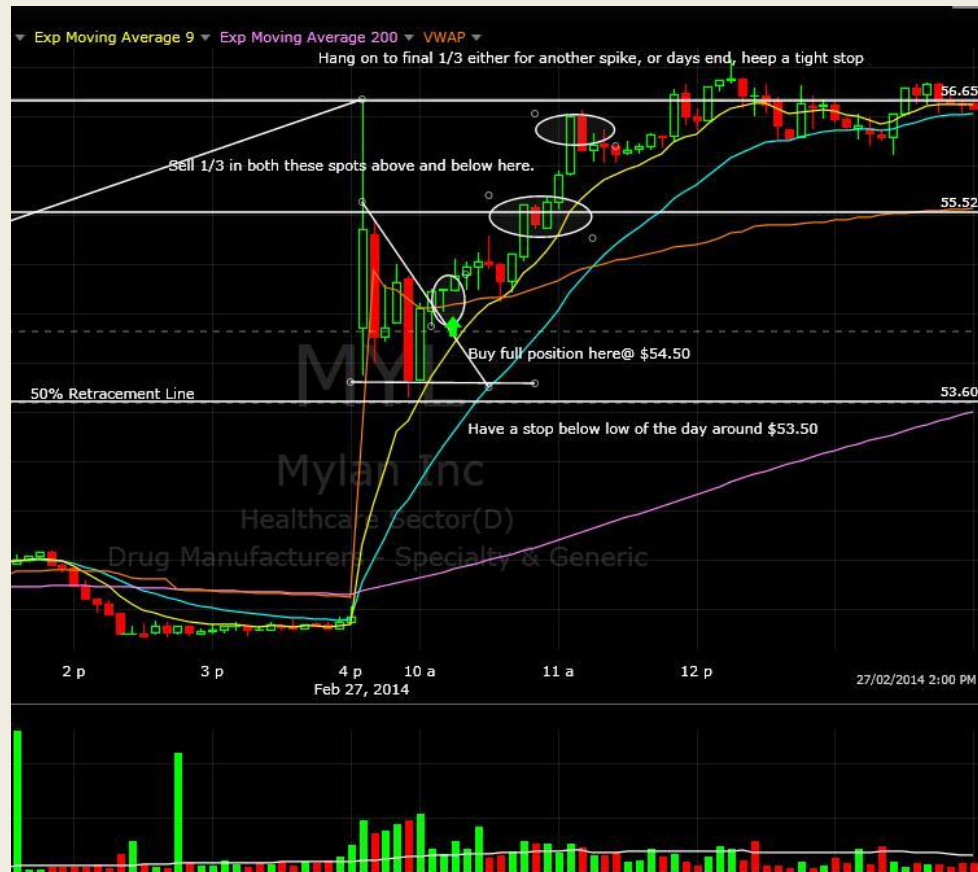 Exp Moving Average 9 Exp Moving Average 200 VWAP
Hang on to final 1/3 either for another spike, or days end, heep a tight stop
56.65
Sell 1/3 in both these spots above and below here.
55.52
MYL
Buy full position here@ $54.50
50% Retracement Line
53.60
Have a stop below low of the day around $53.50
Mylan Inc
Healthcare Sector(D)
Drug Manufacturers - Specialty & Generic
2 p 3 p 4 p 10 a 11 a 12 p
Feb 27, 2014
27/02/2014 2:00 PM